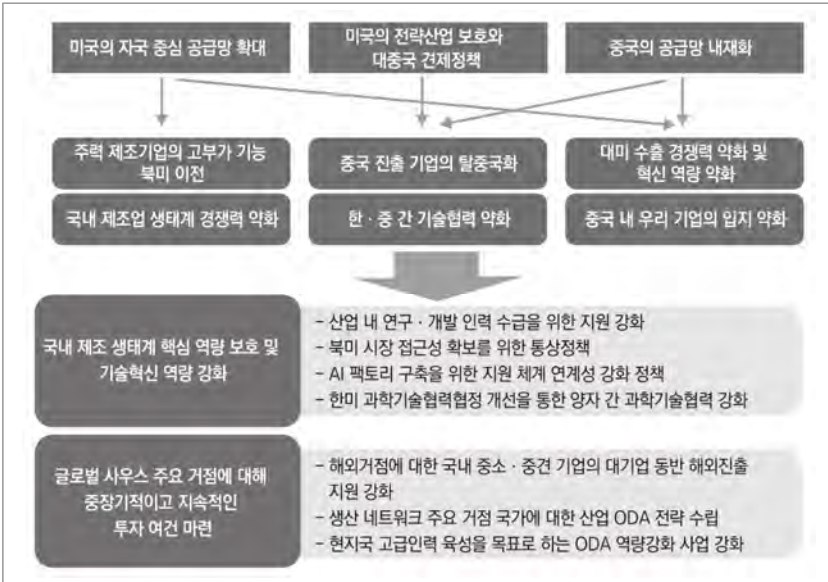 미국의 자국 중심 공급망 확대
미국의 전략산업 보호와
대중국 견제정책
중국의 공급망 내재화
주력 제조기업의 고부가 기능
북미 이전
중국 진출 기업의 탈중국화
대미 수출 경쟁력 약화 및
혁신 역량 약화
국내 제조업 생태계 경쟁력 약화
한·중 간 기술협력 약화
중국 내 우리 기업의 입지 약화
국내 제조 생태계 핵심 역량 보호 및
기술혁신 역량 강화
- 산업 내 연구·개발 인력 수급을 위한 지원 강화
- 북미 시장 접근성 확보를 위한 통상정책
- AI 팩토리 구축을 위한 지원 체계 연계성 강화 정책
- 한미 과학기술협력협정 개선을 통한 양자 간 과학기술협력 강화
글로벌 사우스 주요 거점에 대해
중장기적이고 지속적인
투자 여건 마련
- 해외거점에 대한 국내 중소·중견 기업의 대기업 동반 해외진출
지원 강화
- 생산 네트워크 주요 거점 국가에 대한 산업 ODA 전략 수립
- 현지국 고급인력 육성을 목표로 하는 ODA 역량강화 사업 강화